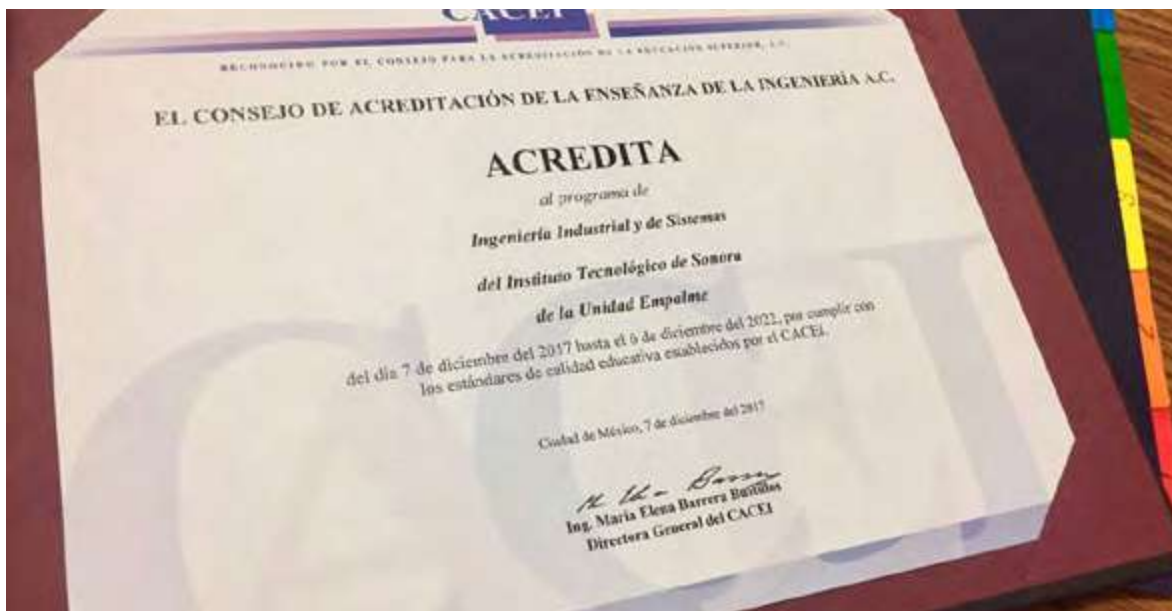 CACEI
RECONOCIDO POR EL CONSEJO PARA LA ACREDITACIÓN DE LA EDUCACIÓN SUPERIOR, A.C.
EL CONSEJO DE ACREDITACIÓN DE LA ENSEÑANZA DE LA INGENIERÍA A.C.
ACREDITA
al programa de
Ingeniería Industrial y de Sistemas
del Instituto Tecnológico de Sonora
de la Unidad Empalme
del día 7 de diciembre del 2017 hasta el 6 de diciembre del 2022, por cumplir con
los estándares de calidad educativa establecidos por el CACEI.
Ciudad de México, 7 de diciembre del 2017
Ing. María Elena Barrera Bustillos
Directora General del CACEI
3
2